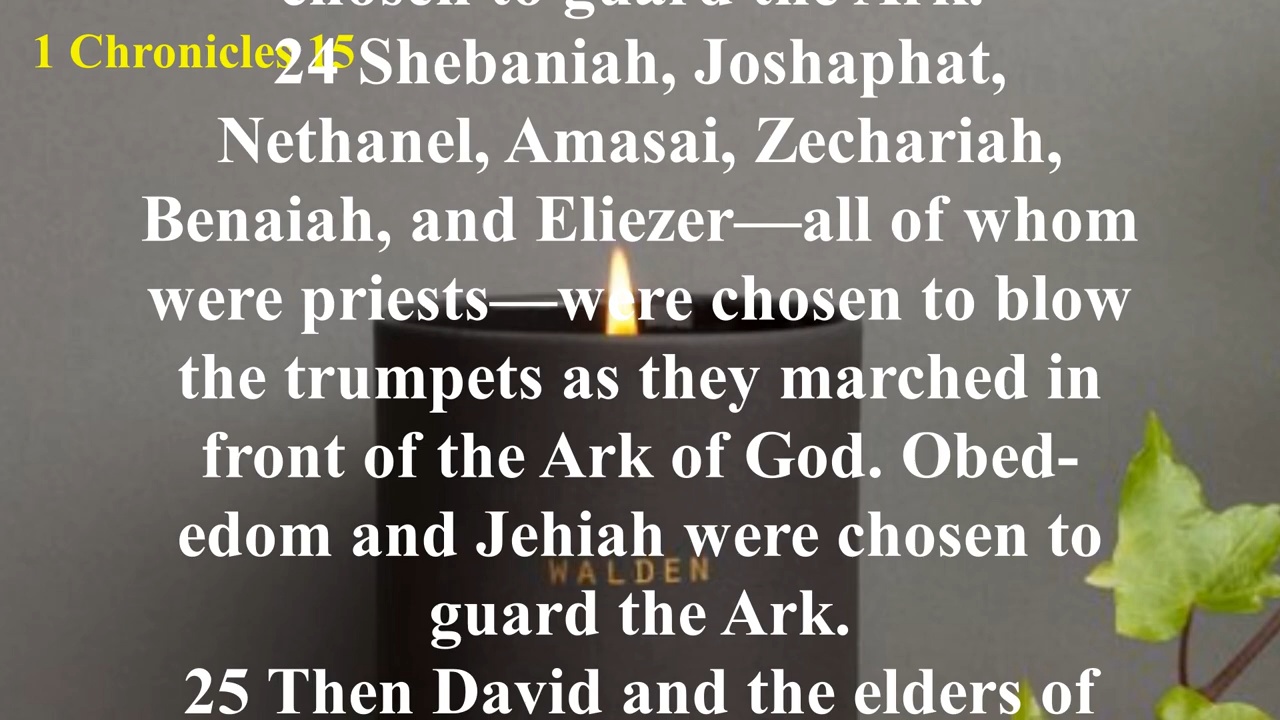 chosen to guard the Ark.
1 Chronicles 15
24 Shebaniah, Joshaphat,
Nethanel, Amasai, Zechariah,
Benaiah, and Eliezer—all of whom
were priests—were chosen to blow
the trumpets as they marched in
front of the Ark of God. Obed-
edom and Jehiah were chosen to
WALDEN
guard the Ark.
25 Then David and the elders of